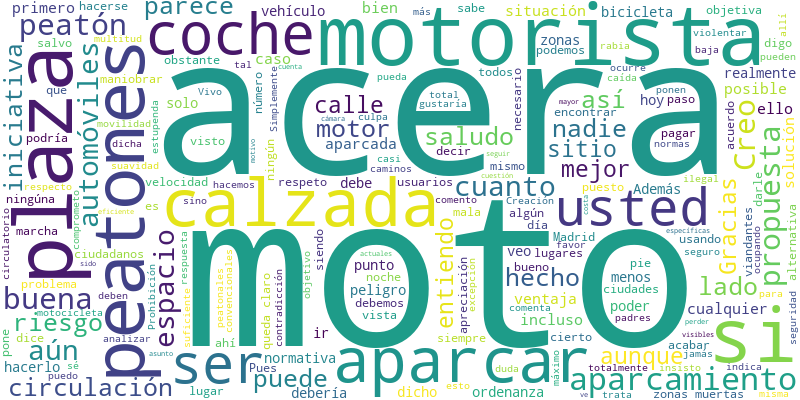 primero hacerse parece bien sabe situación bicicleta objetiva
peatón coche motorista
vehículo más rabia violentar allí
salvo multitud obstante caso zonas podemos digo baja pueden
que maniobrar tal todos ocurre caída realmente
iniciativa plaza peatones automóviles acera
Vivo número Simplemente cuenta pueda total gustaría ponen hoy paso posible ello
podría movilidad estupenda solo calle culpa necesario así encontrar
dicha visto motor saludo nadie mayor acuerdo solución
respecto suavidad ningún aparcada casi decir sitio pagar normas
ninguna velocidad motivo caminos mismo seguir mejor Creo propuesta
comprometo es hacemos respeto debe usuarios cuanto cuestión puesto Además ilegal darle
marcha sino calzada comento mala Creación usted costa
circulatorio eficiente ciudadanos respuesta moto algún día Madrid usando específicas Gracias viandantes ocupando alternativa
sido espacio peatonales convencionales noche punto siendo entiendo apreciación veo favor lugares seguro
buena problema Prohibición objetivo peligro excepción bueno hecho pie menos lado para
deben suficiente actuales debemos comenta ventaja ciudades cualquier seguridad
riesgo motocicleta contradicción vista incluso poder padres perder si
pone dice analizar ahí queda claro ir siempre cierto acabar visibles
aún asunto Pues normativa aparcar duda totalmente insisto jamás indica
hacerlo sé ser puede aunque aparcamiento
circulación puedo lugar debería dicho esto ordenanza máximo ve trata zonas muertas misma